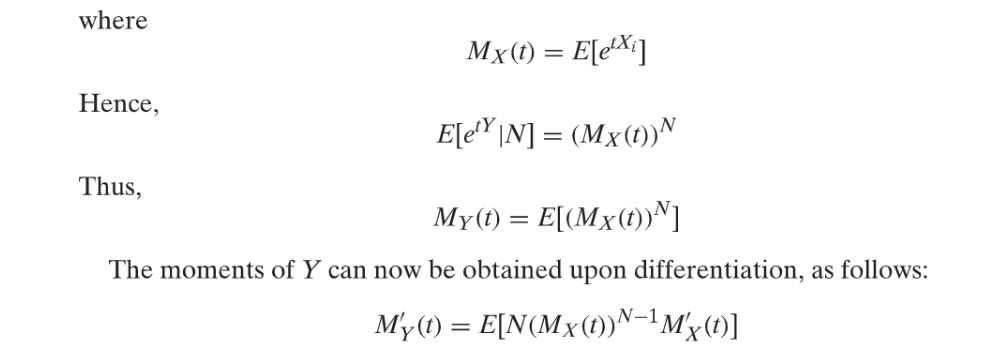 where
M_X(t) = E[e^{tX_i}]
Hence,
E[e^{tY}|N] = (M_X(t))^N
Thus,
M_Y(t) = E[(M_X(t))^N]
The moments of Y can now be obtained upon differentiation, as follows:
M'_Y(t) = E[N(M_X(t))^{N−1}M'_X(t)]